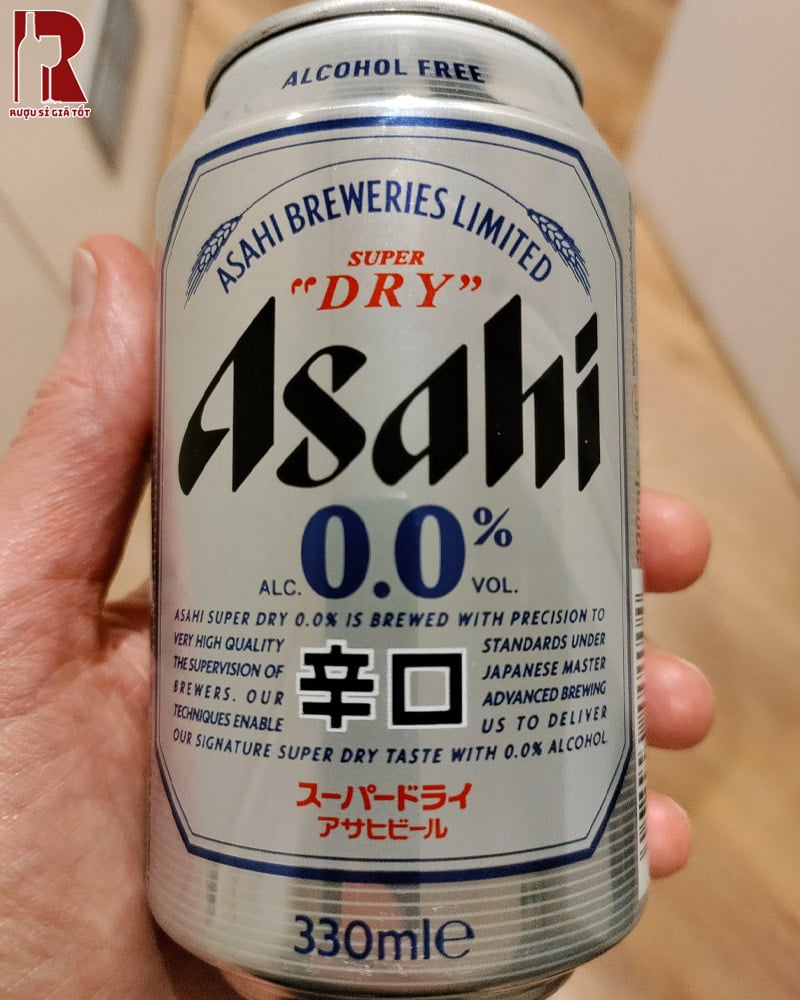 RƯỢU SỈ GIÁ TỐT
ALCOHOL FREE
ASAHI BREWERIES LIMITED
SUPER
"DRY"
Asahi
ALC. 0.0% VOL.
ASAHI SUPER DRY 0.0% IS BREWED WITH PRECISION TO
VERY HIGH QUALITY STANDARDS UNDER
THE SUPERVISION OF JAPANESE MASTER
BREWERS. OUR ADVANCED BREWING
TECHNIQUES ENABLE US TO DELIVER
OUR SIGNATURE SUPER DRY TASTE WITH 0.0% ALCOHOL.
辛口
スーパードライ
アサヒビール
330ml℮